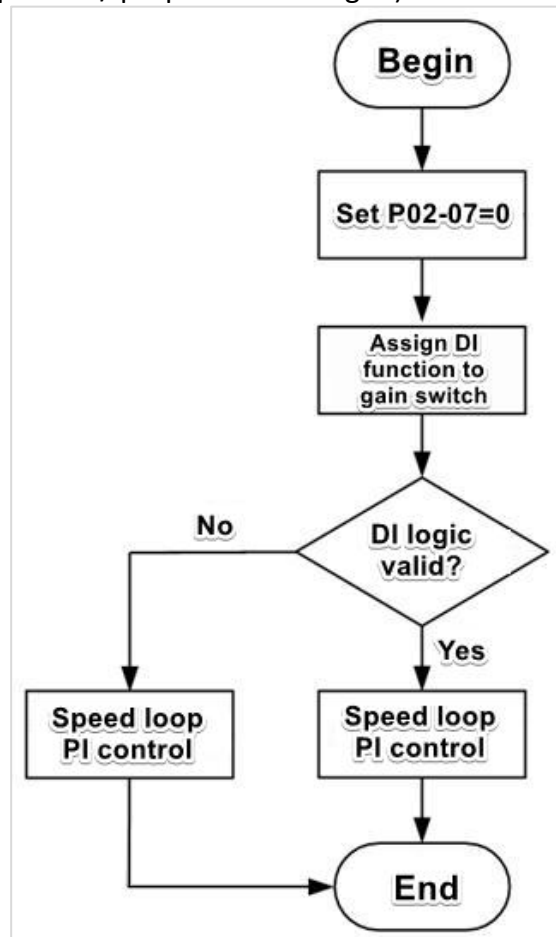 Begin
Set P02-07=0
Assign DI
function to
gain switch
DI logic
valid?
No
Yes
Speed loop
PI control
Speed loop
PI control
End